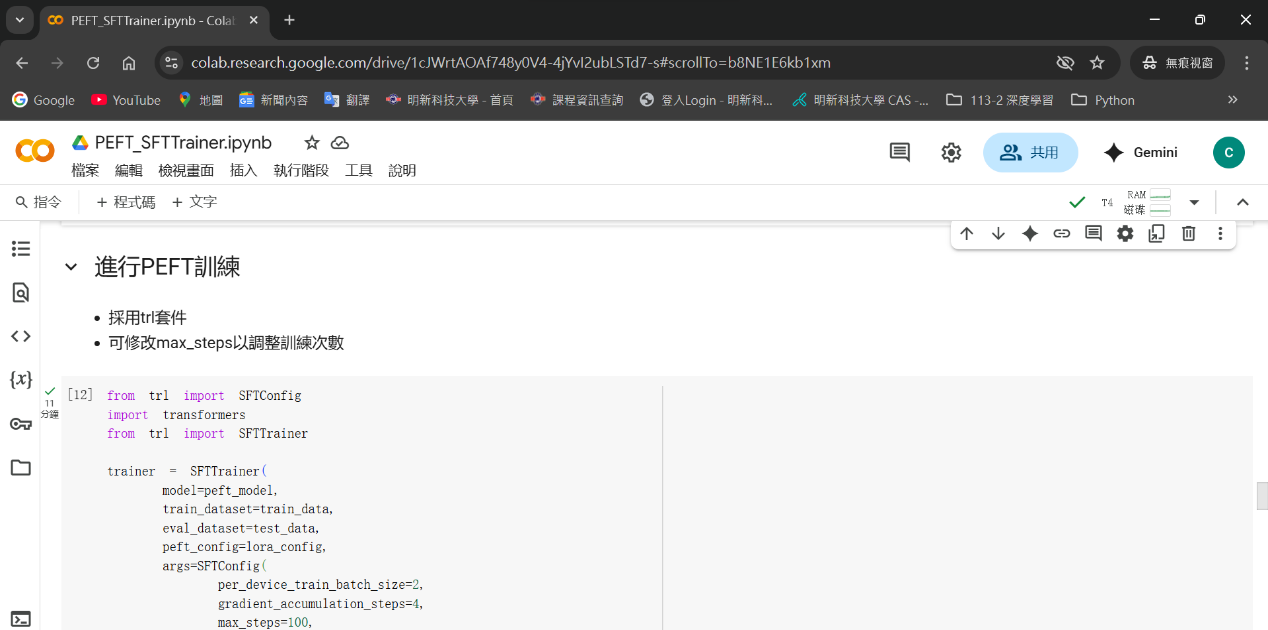 PEFT_SFTTrainer.ipynb - Colab
colab.research.google.com/drive/1cJWrtAOAf748y0V4-4jYvI2ubLSTd7-s#scrollTo=b8NE1E6kb1xm
無痕視窗
Google YouTube 地圖 新聞內容 翻譯 明新科技大學 - 首頁 課程資訊查詢 登入Login - 明新科... 明新科技大學 CAS -... 113-2 深度學習 Python
PEFT_SFTTrainer.ipynb
檔案 編輯 檢視畫面 插入 執行階段 工具 說明
共用 Gemini C
指令 + 程式碼 + 文字
T4 RAM
磁碟
進行PEFT訓練
採用trl套件
可修改max_steps以調整訓練次數
11
分鐘
[12] from trl import SFTConfig
import transformers
from trl import SFTTrainer
trainer = SFTTrainer(
model=peft_model,
train_dataset=train_data,
eval_dataset=test_data,
peft_config=lora_config,
args=SFTConfig(
per_device_train_batch_size=2,
gradient_accumulation_steps=4,
max_steps=100,